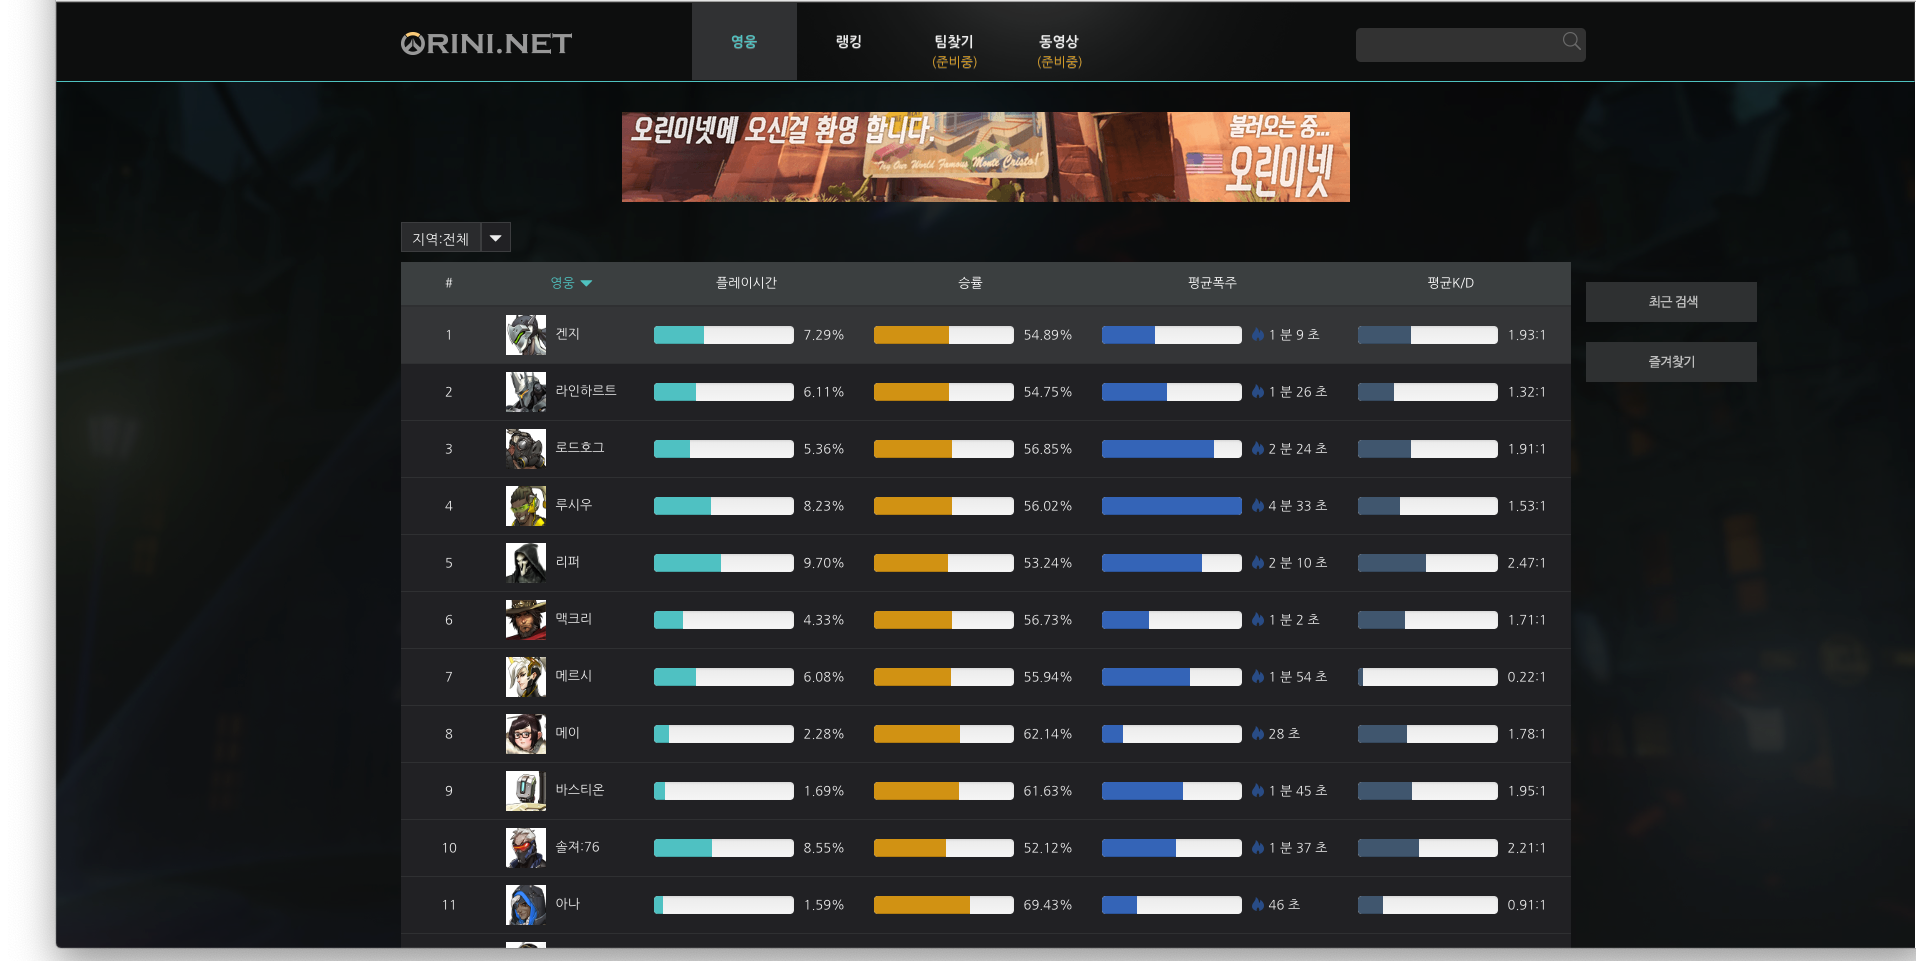 ORINI.NET
영웅
랭킹
팀찾기
(준비중)
동영상
(준비중)
오린이넷에 오신걸 환영 합니다.
"Try Our World Famous Monte Cristo!"
불러오는 중...
오린이넷
지역:전체
# 영웅 플레이시간 승률 평균폭주 평균K/D
1 겐지 7.29% 54.89% 1 분 9 초 1.93:1
2 라인하르트 6.11% 54.75% 1 분 26 초 1.32:1
3 로드호그 5.36% 56.85% 2 분 24 초 1.91:1
4 루시우 8.23% 56.02% 4 분 33 초 1.53:1
5 리퍼 9.70% 53.24% 2 분 10 초 2.47:1
6 맥크리 4.33% 56.73% 1 분 2 초 1.71:1
7 메르시 6.08% 55.94% 1 분 54 초 0.22:1
8 메이 2.28% 62.14% 28 초 1.78:1
9 바스티온 1.69% 61.63% 1 분 45 초 1.95:1
10 솔져:76 8.55% 52.12% 1 분 37 초 2.21:1
11 아나 1.59% 69.43% 46 초 0.91:1
최근 검색
즐겨찾기